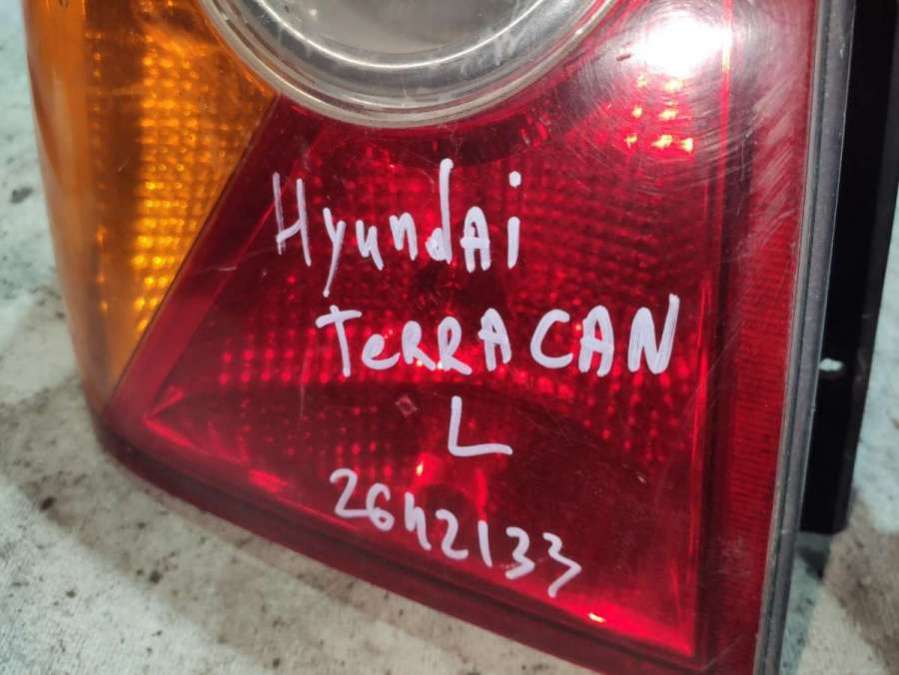 Hyundai
TERRACAN
L
2642133